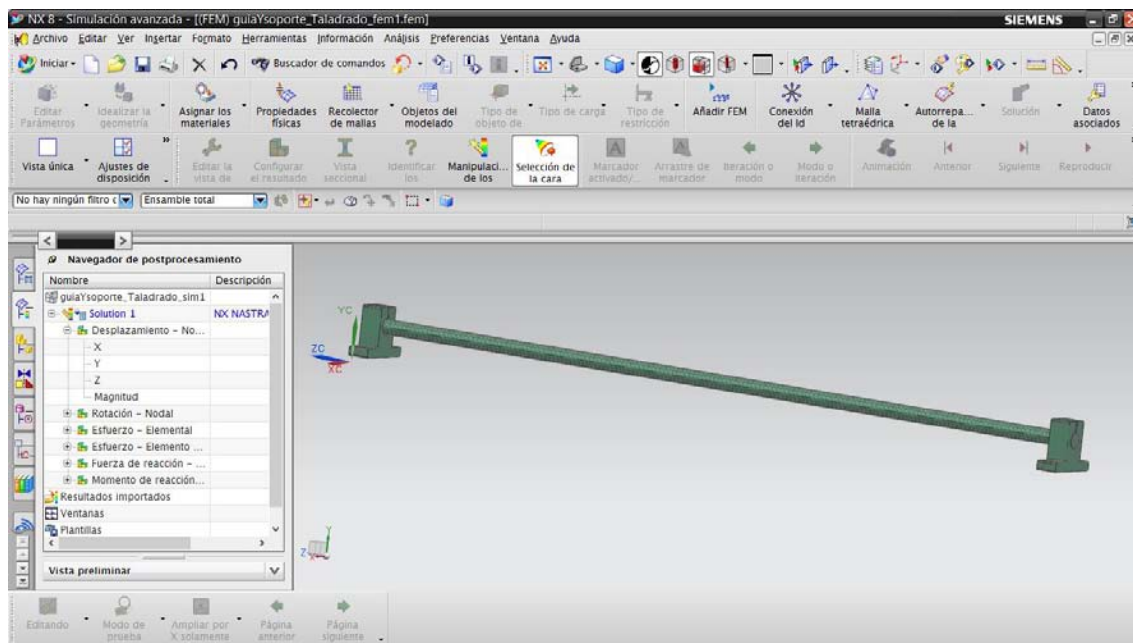 NX 8 - Simulación avanzada - [(FEM) guiaYsoporte_Taladrado_fem1.fem]
SIEMENS
Archivo Editar Ver Insertar Formato Herramientas Información Análisis Preferencias Ventana Ayuda
Iniciar
Buscador de comandos
Editar Parámetros
Idealizar la geometría
Asignar los materiales
Propiedades físicas
Recolector de mallas
Objetos del modelado
Tipo de objeto de
Tipo de carga
Tipo de restricción
Añadir FEM
Conexión del Id
Malla tetraédrica
Autorrepa... de la
Solución
Datos asociados
Vista única
Ajustes de disposición
Editar la vista de
Configurar el resultado
Vista seccional
Identificar los
Manipulaci... de los
Selección de la cara
Marcador activado/...
Arrastre de marcador
Iteración o modo
Modo o iteración
Animación
Anterior
Siguiente
Reproducir
No hay ningún filtro c
Ensamble total
Navegador de postprocesamiento
Nombre Descripción
guiaYsoporte_Taladrado_sim1
Solution 1 NX NASTRA
Desplazamiento - No...
X
Y
Z
Magnitud
Rotación - Nodal
Esfuerzo - Elemental
Esfuerzo - Elemento ...
Fuerza de reacción - ...
Momento de reacción...
Resultados importados
Ventanas
Plantillas
Vista preliminar
YC
ZC
XC
Y
Z
Editando
Modo de prueba
Ampliar por X solamente
Página anterior
Página siguiente